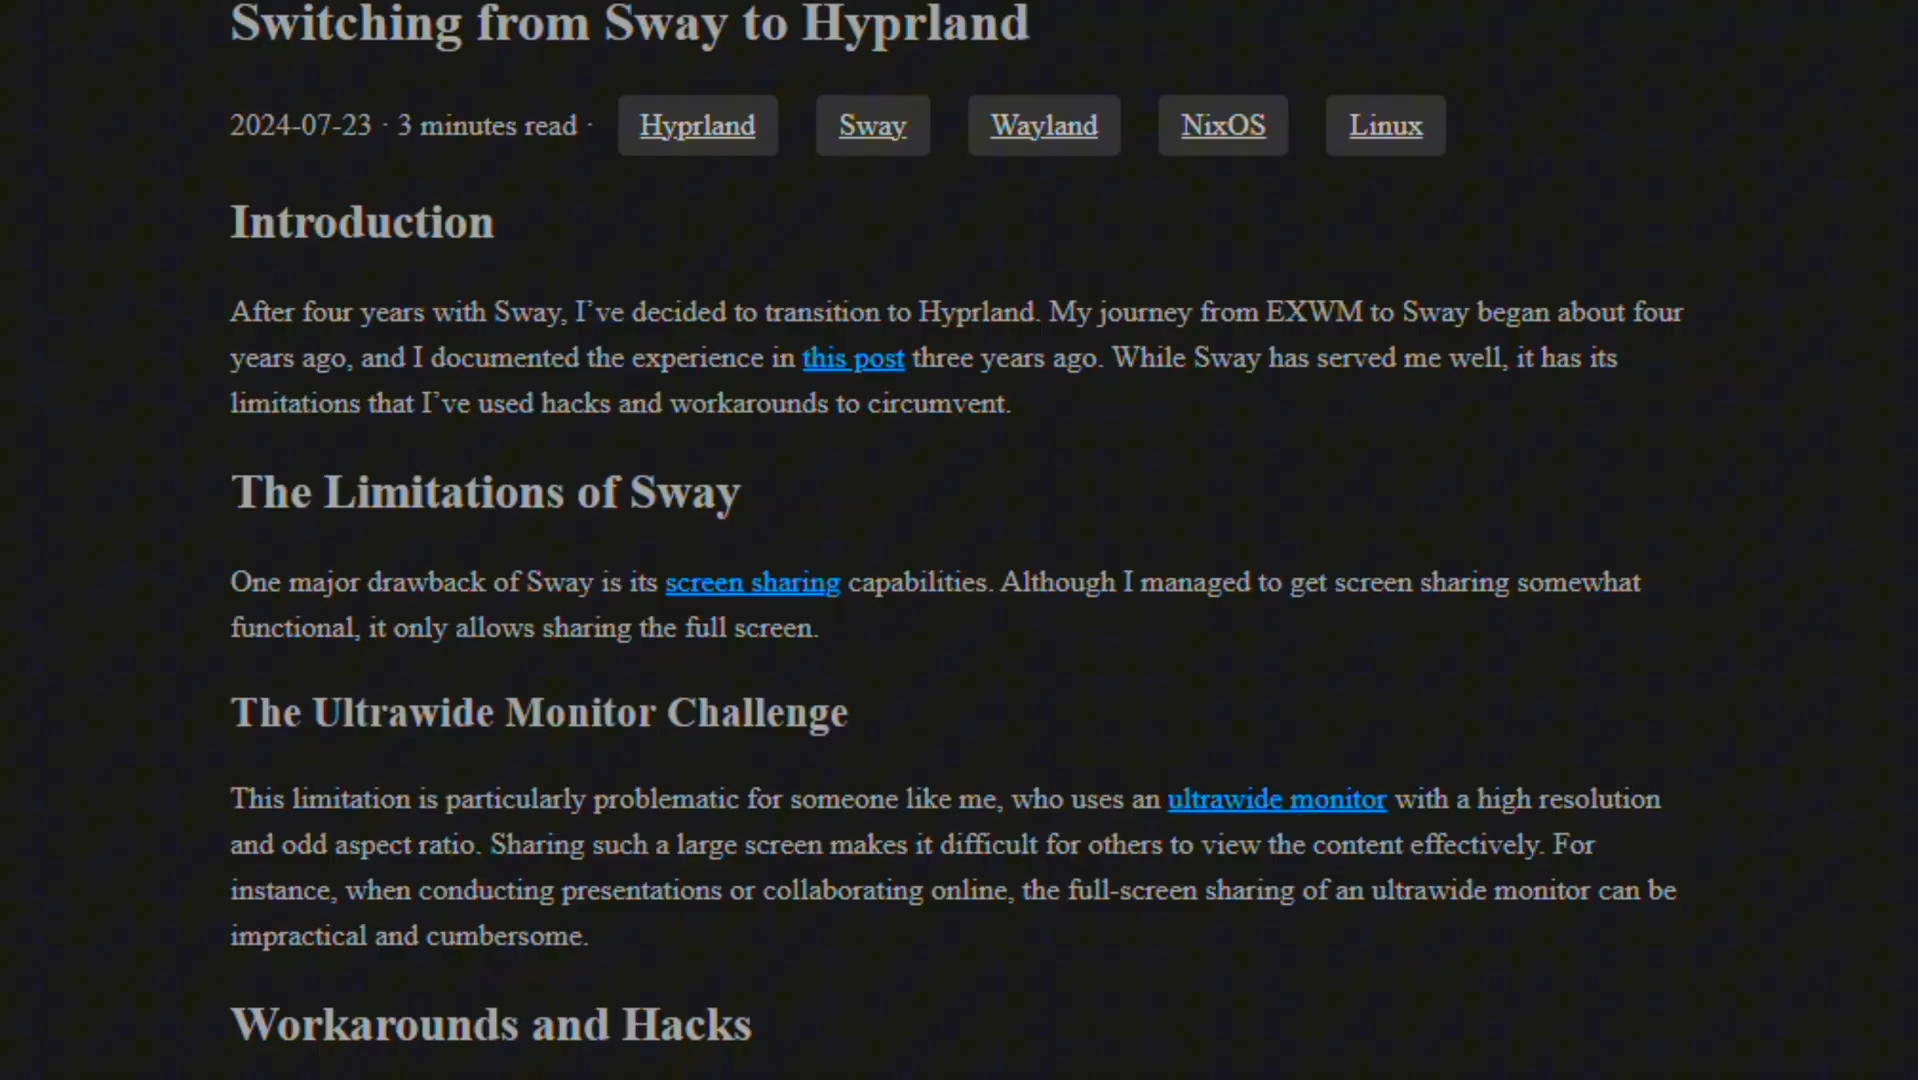 Switching from Sway to Hyprland
2024-07-23 · 3 minutes read · Hyprland Sway Wayland NixOS Linux
Introduction
After four years with Sway, I’ve decided to transition to Hyprland. My journey from EXWM to Sway began about four
years ago, and I documented the experience in this post three years ago. While Sway has served me well, it has its
limitations that I’ve used hacks and workarounds to circumvent.
The Limitations of Sway
One major drawback of Sway is its screen sharing capabilities. Although I managed to get screen sharing somewhat
functional, it only allows sharing the full screen.
The Ultrawide Monitor Challenge
This limitation is particularly problematic for someone like me, who uses an ultrawide monitor with a high resolution
and odd aspect ratio. Sharing such a large screen makes it difficult for others to view the content effectively. For
instance, when conducting presentations or collaborating online, the full-screen sharing of an ultrawide monitor can be
impractical and cumbersome.
Workarounds and Hacks